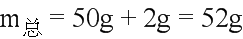 m总 = 50g + 2g = 52g